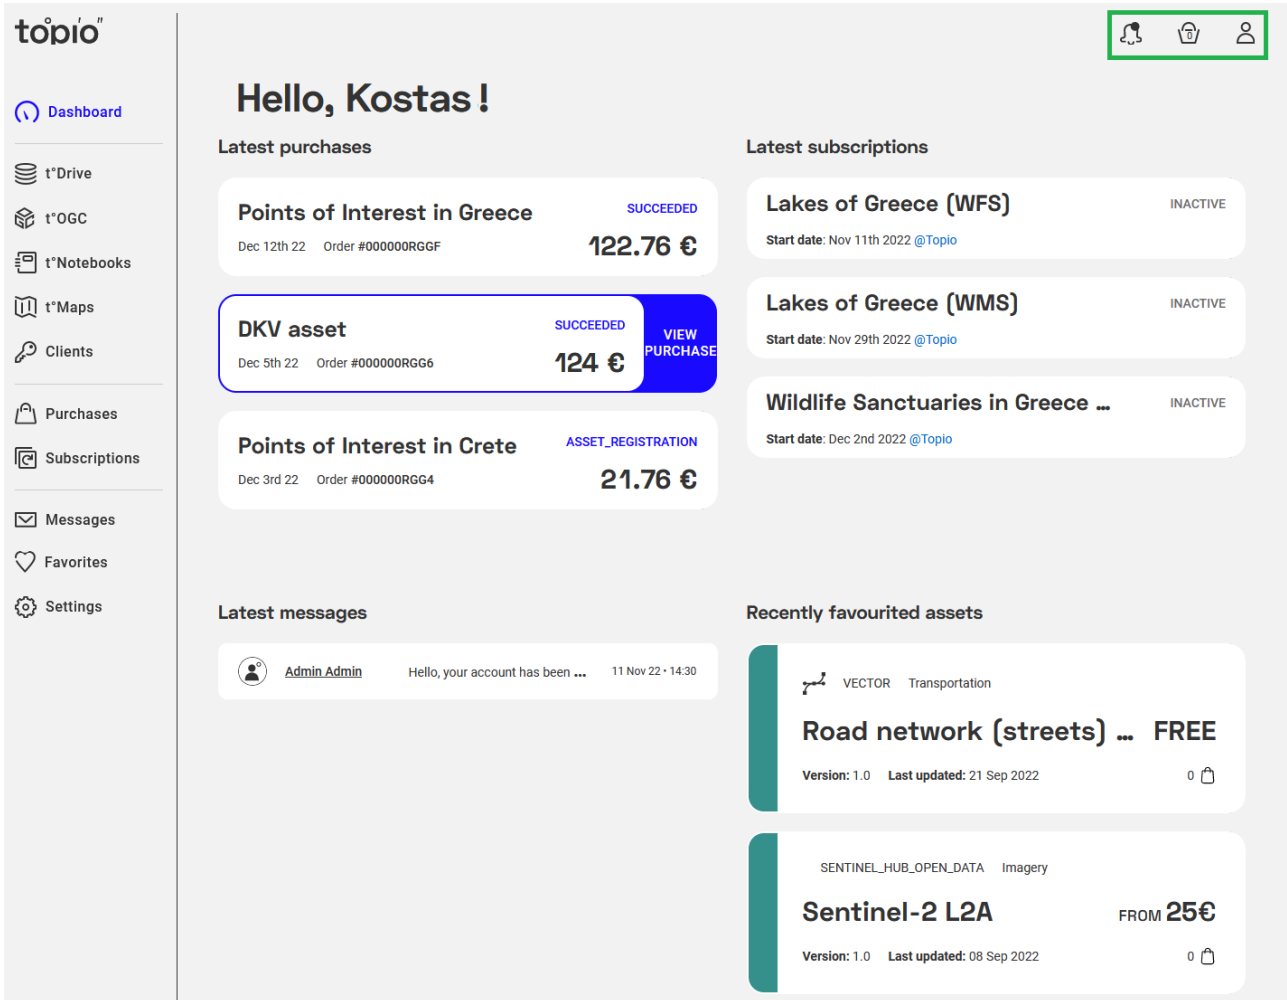 topio
Dashboard
t°Drive
t°OGC
t°Notebooks
t°Maps
Clients
Purchases
Subscriptions
Messages
Favorites
Settings
0
Hello, Kostas !
Latest purchases
Points of Interest in Greece
SUCCEEDED
Dec 12th 22 Order #000000RGGF
122.76 €
DKV asset
SUCCEEDED
Dec 5th 22 Order #000000RGG6
124 €
VIEW
PURCHASE
Points of Interest in Crete
ASSET_REGISTRATION
Dec 3rd 22 Order #000000RGG4
21.76 €
Latest subscriptions
Lakes of Greece (WFS)
INACTIVE
Start date: Nov 11th 2022 @Topio
Lakes of Greece (WMS)
INACTIVE
Start date: Nov 29th 2022 @Topio
Wildlife Sanctuaries in Greece ...
INACTIVE
Start date: Dec 2nd 2022 @Topio
Latest messages
Admin Admin Hello, your account has been ... 11 Nov 22 • 14:30
Recently favourited assets
VECTOR Transportation
Road network (streets) ... FREE
Version: 1.0 Last updated: 21 Sep 2022 0
SENTINEL_HUB_OPEN_DATA Imagery
Sentinel-2 L2A FROM 25€
Version: 1.0 Last updated: 08 Sep 2022 0